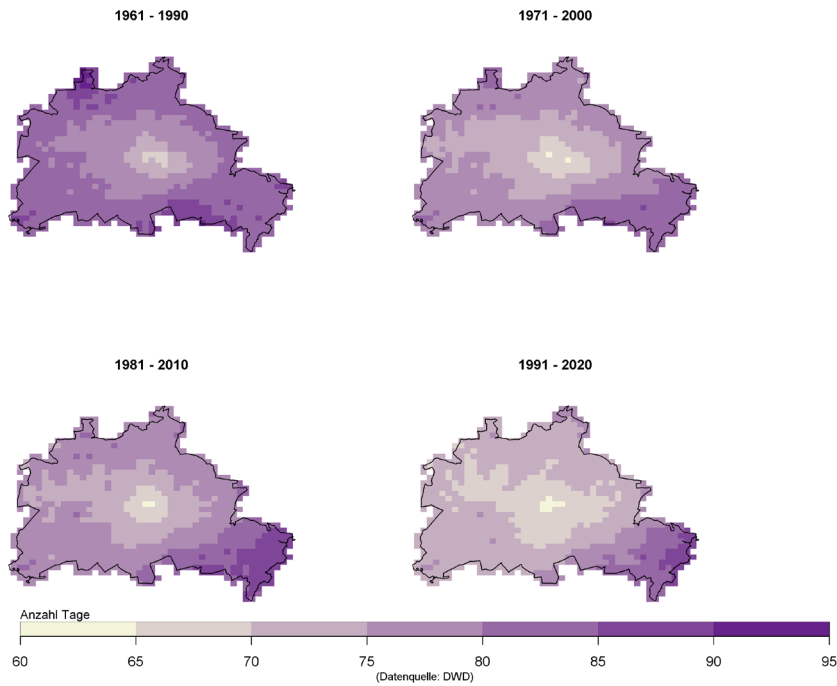 1961 - 1990
1971 - 2000
1981 - 2010
1991 - 2020
Anzahl Tage
60 65 70 75 80 85 90 95
(Datenquelle: DWD)